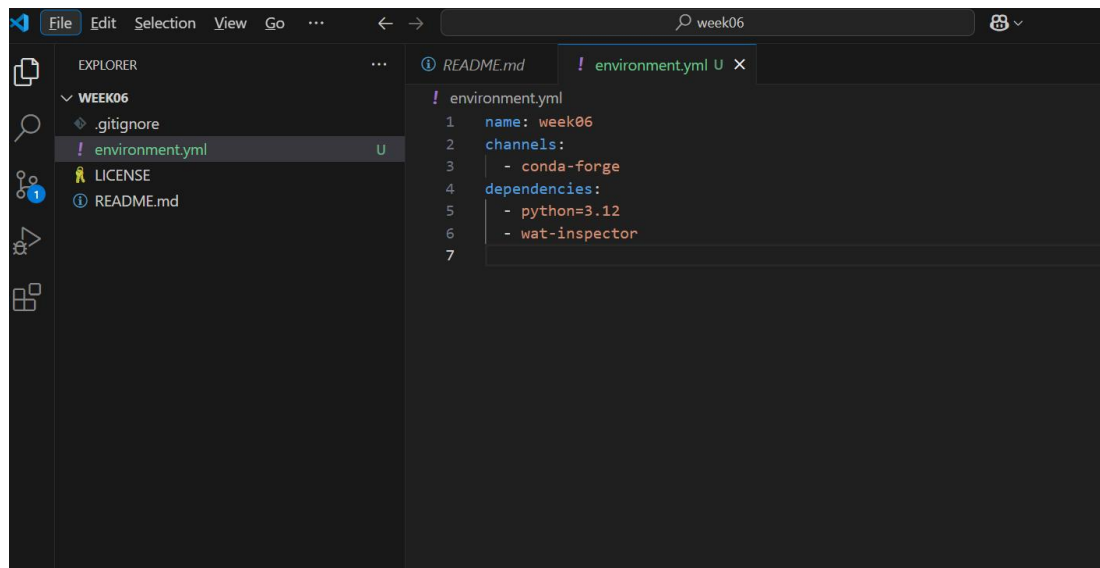 File Edit Selection View Go ... week06
EXPLORER ...
README.md ! environment.yml U
WEEK06
.gitignore
! environment.yml U
LICENSE
README.md
1
! environment.yml
1 name: week06
2 channels:
3 - conda-forge
4 dependencies:
5 - python=3.12
6 - wat-inspector
7